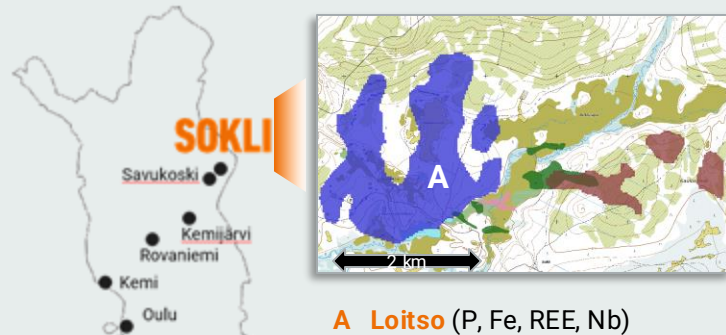 SOKLI
Savukoski
Kemijärvi
Rovaniemi
Kemi
Oulu
A
2 km
A Loitso (P, Fe, REE, Nb)